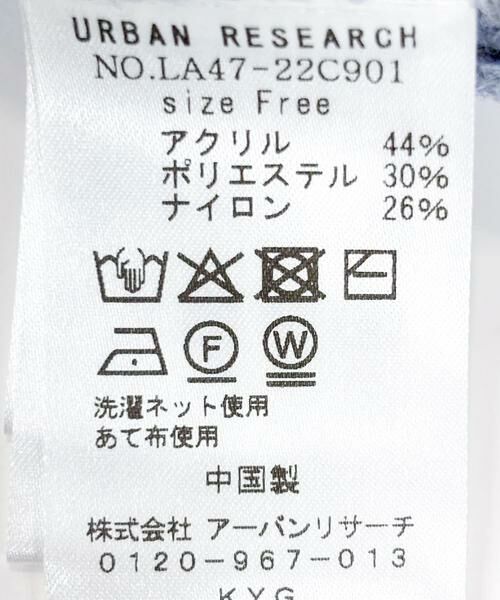 URBAN RESEARCH
NO.LA47-22C901
size Free
アクリル 44%
ポリエステル 30%
ナイロン 26%
F W
洗濯ネット使用
あて布使用
中国製
株式会社 アーバンリサーチ
0120-967-013
KYG